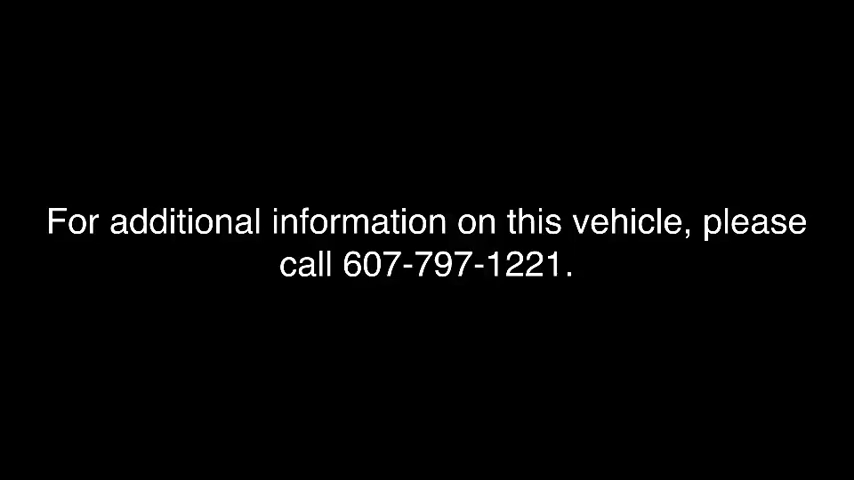 For additional information on this vehicle, please
call 607-797-1221.